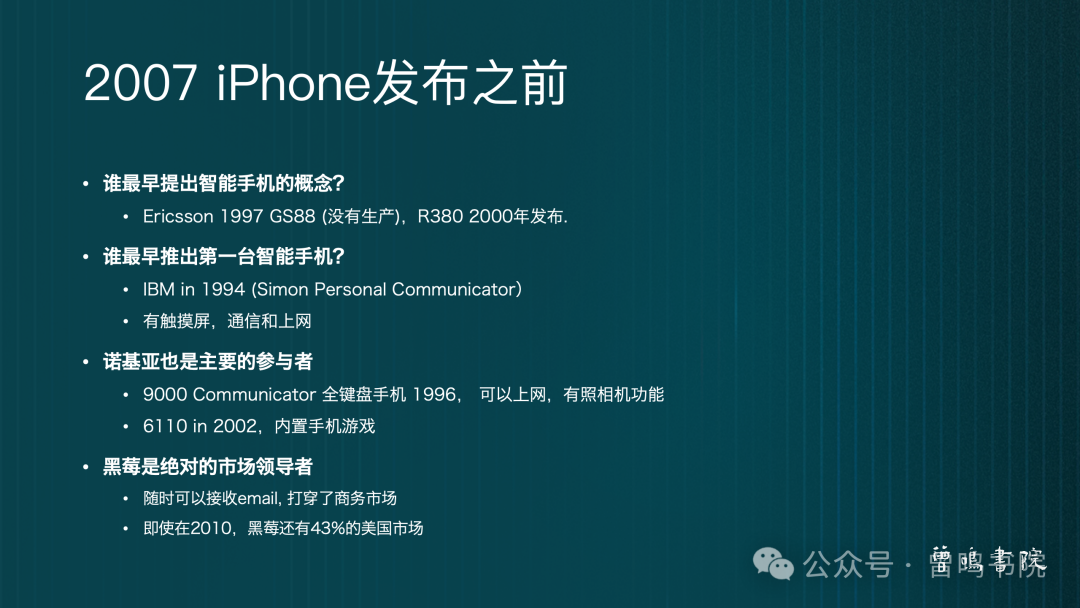 2007 iPhone发布之前
• 谁最早提出智能手机的概念？
• Ericsson 1997 GS88 (没有生产)，R380 2000年发布.
• 谁最早推出第一台智能手机？
• IBM in 1994 (Simon Personal Communicator）
• 有触摸屏，通信和上网
• 诺基亚也是主要的参与者
• 9000 Communicator 全键盘手机 1996， 可以上网，有照相机功能
• 6110 in 2002，内置手机游戏
• 黑莓是绝对的市场领导者
• 随时可以接收email, 打穿了商务市场
• 即使在2010，黑莓还有43%的美国市场
公众号 · 曾鸣书院
曾鳴書院